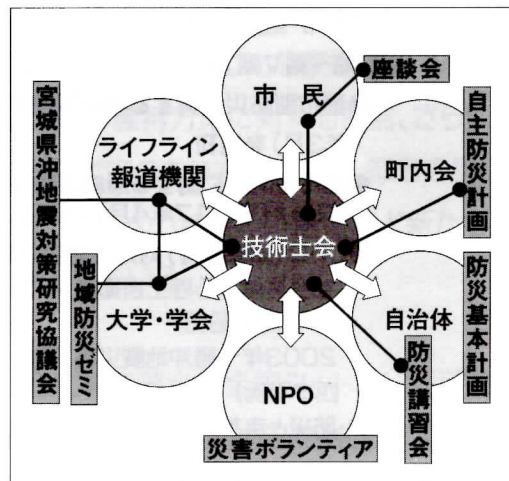 座談会
市 民
宮城県沖地震対策研究協議会
ライフライン
報道機関
町内会
自主防災計画
技術士会
地域防災ゼミ
大学・学会
自治体
防災基本計画
防災講習会
NPO
災害ボランティア